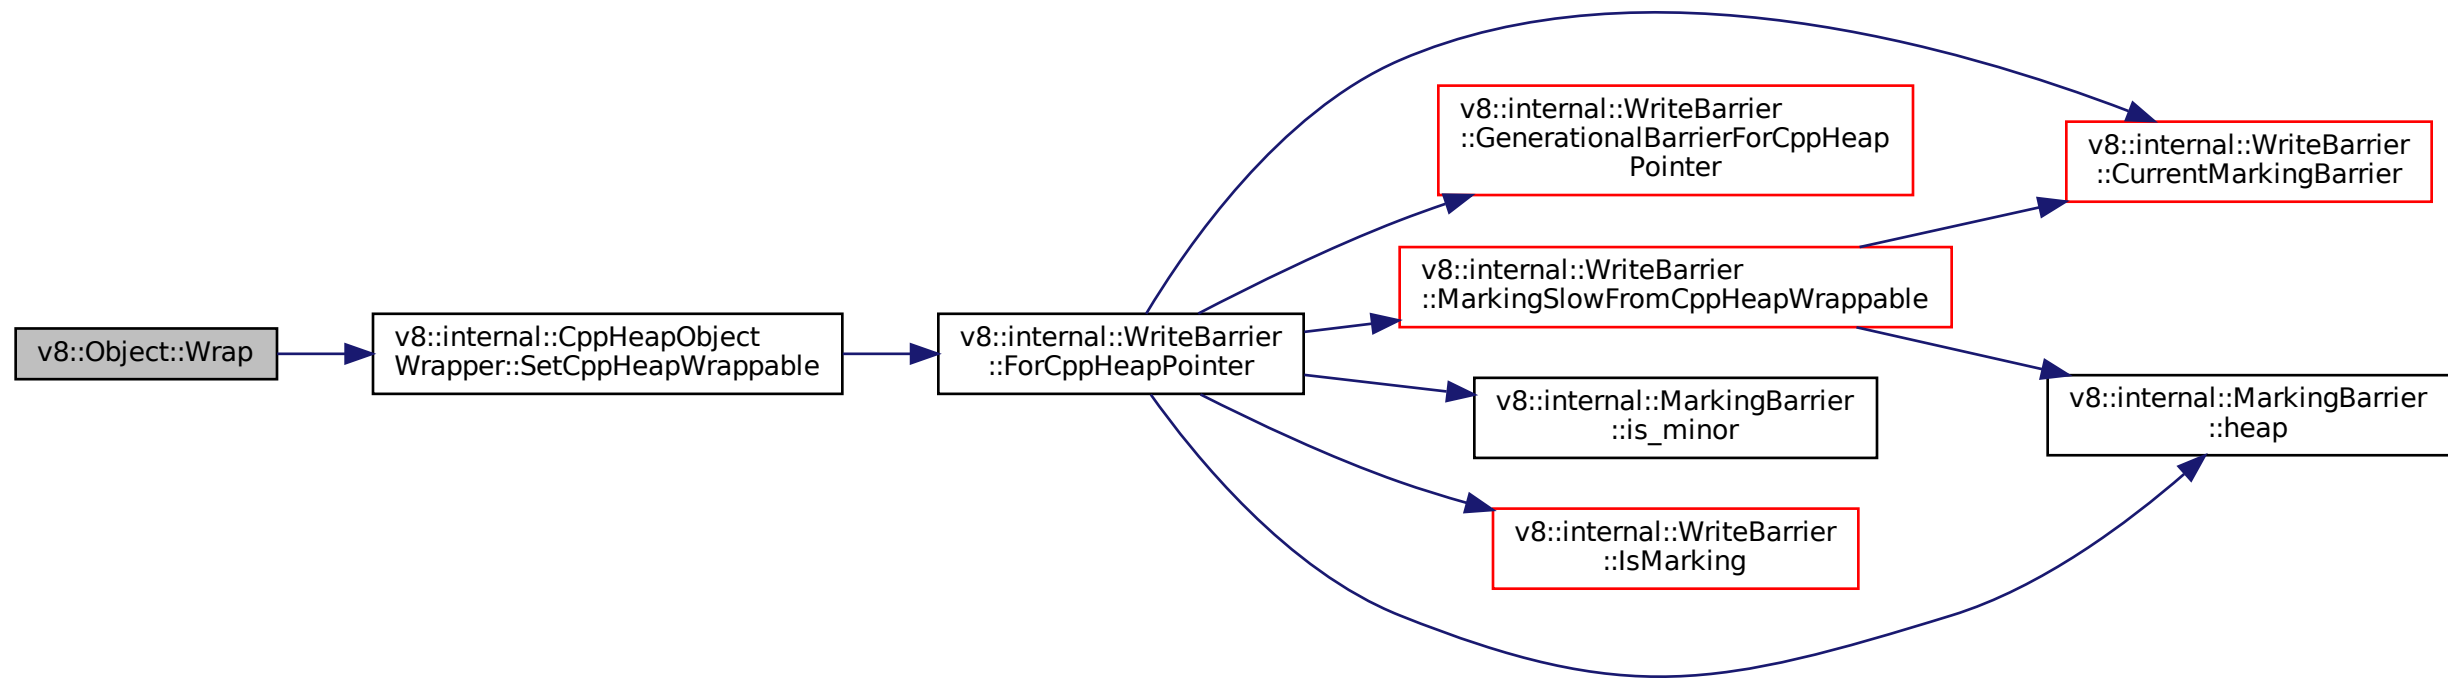 v8::Object::Wrap
v8::internal::CppHeapObject
Wrapper::SetCppHeapWrappable
v8::internal::WriteBarrier
::ForCppHeapPointer
v8::internal::WriteBarrier
::GenerationalBarrierForCppHeap
Pointer
v8::internal::WriteBarrier
::MarkingSlowFromCppHeapWrappable
v8::internal::MarkingBarrier
::is_minor
v8::internal::WriteBarrier
::IsMarking
v8::internal::WriteBarrier
::CurrentMarkingBarrier
v8::internal::MarkingBarrier
::heap